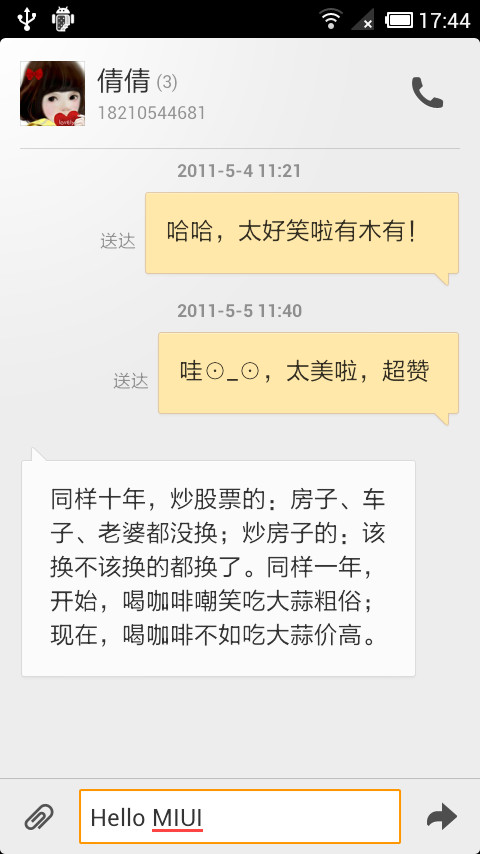 17:44
倩倩 (3)
18210544681
2011-5-4 11:21
送达
哈哈，太好笑啦有木有！
2011-5-5 11:40
送达
哇⊙_⊙，太美啦，超赞
同样十年，炒股票的：房子、车
子、老婆都没换；炒房子的：该
换不该换的都换了。同样一年，
开始，喝咖啡嘲笑吃大蒜粗俗；
现在，喝咖啡不如吃大蒜价高。
Hello MIUI